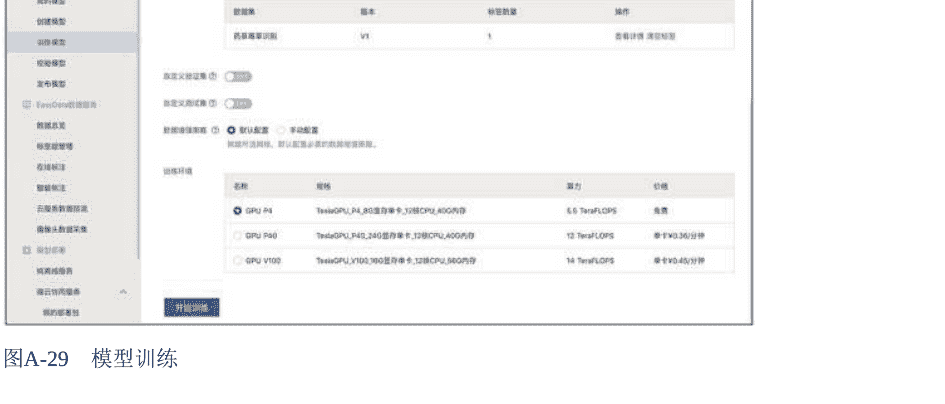 我的模型
创建模型
训练模型
校验模型
发布模型
EasyData数据服务
数据总览
标签组管理
在线标注
智能标注
云服务数据回流
摄像头数据采集
模型部署
纯离线服务
端云协同服务
我的部署包
数据集 版本 标签数量 操作
V1 1 查看详情 清空标签
自定义验证集
自定义测试集
数据增强策略 默认配置 手动配置
训练环境
名称 规格 算力 价格
GPU P4 TeslaGPU_P4_8G显存单卡_12核CPU_40G内存 5.5 TeraFLOPS 免费
GPU P40 TeslaGPU_P40_24G显存单卡_12核CPU_40G内存 12 TeraFLOPS 单卡¥0.36/分钟
GPU V100 TeslaGPU_V100_16G显存单卡_12核CPU_56G内存 14 TeraFLOPS 单卡¥0.45/分钟
开始训练
图A-29 模型训练